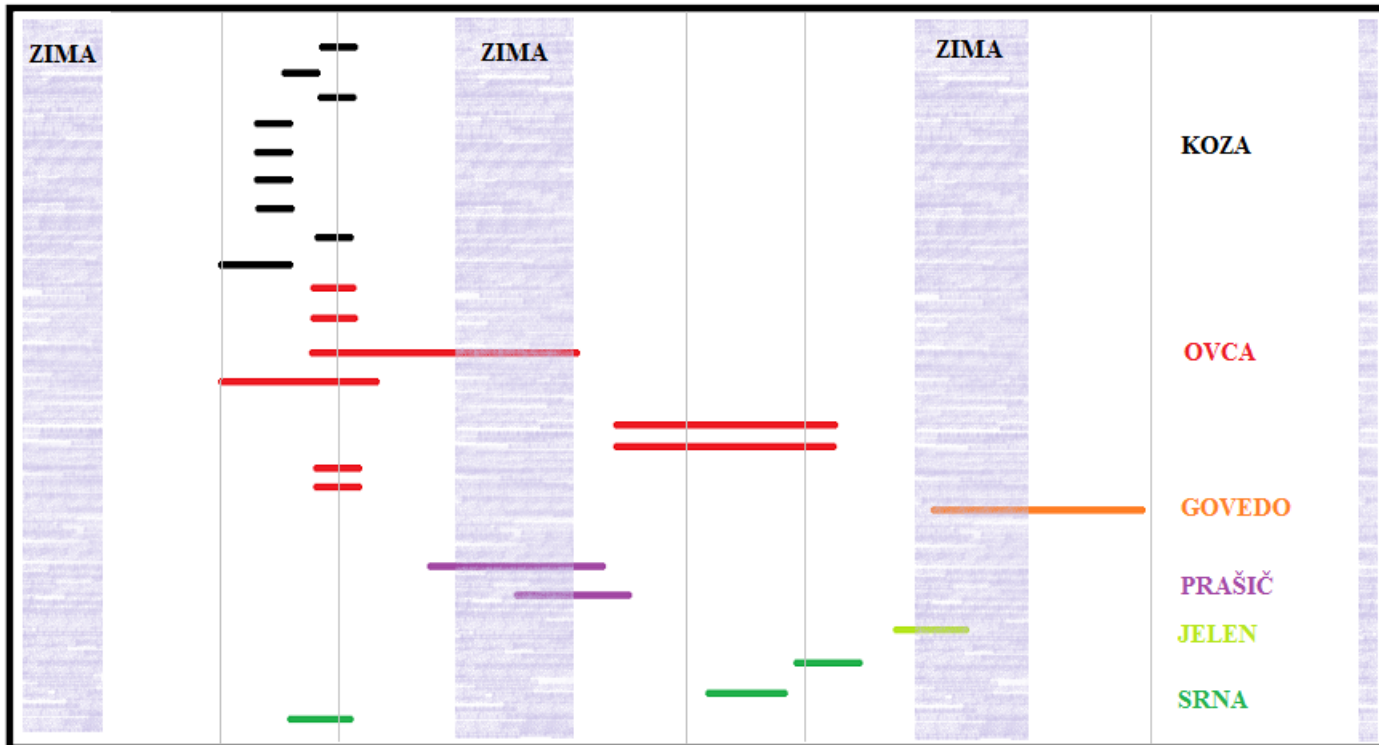 ZIMA
ZIMA
ZIMA
KOZA
OVCA
GOVEDO
PRAŠIČ
JELEN
SRNA